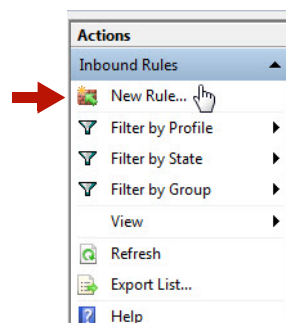 Actions
Inbound Rules
New Rule...
Filter by Profile
Filter by State
Filter by Group
View
Refresh
Export List...
Help